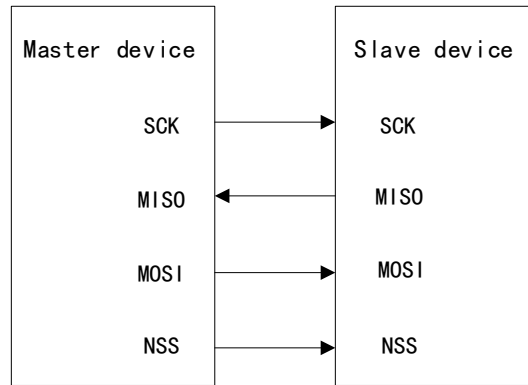 Master device
Slave device
SCK
SCK
MISO
MISO
MOSI
MOSI
NSS
NSS